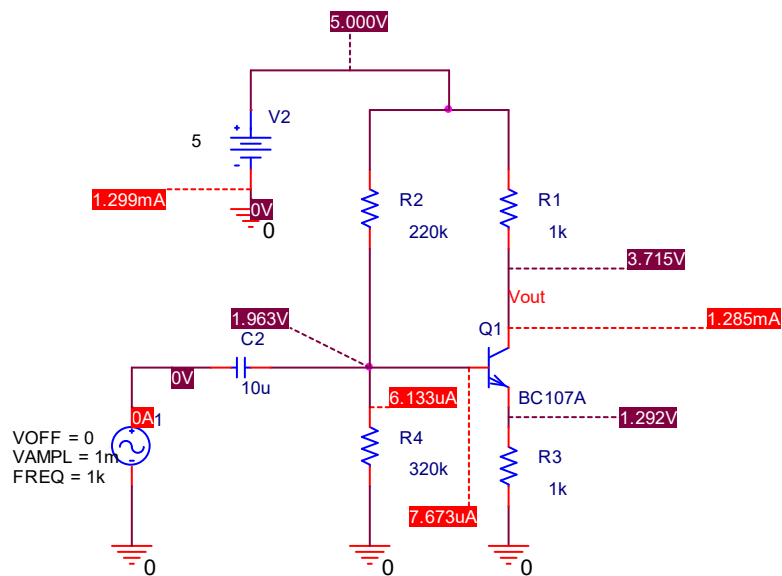 5.000V
V2
5
1.299mA
0V
0
R2
220k
R1
1k
3.715V
Vout
1.963V
1.285mA
Q1
C2
0V
10u
BC107A
6.133uA
1.292V
0A1
VOFF = 0
VAMPL = 1m
FREQ = 1k
R4
320k
R3
1k
7.673uA
0
0
0